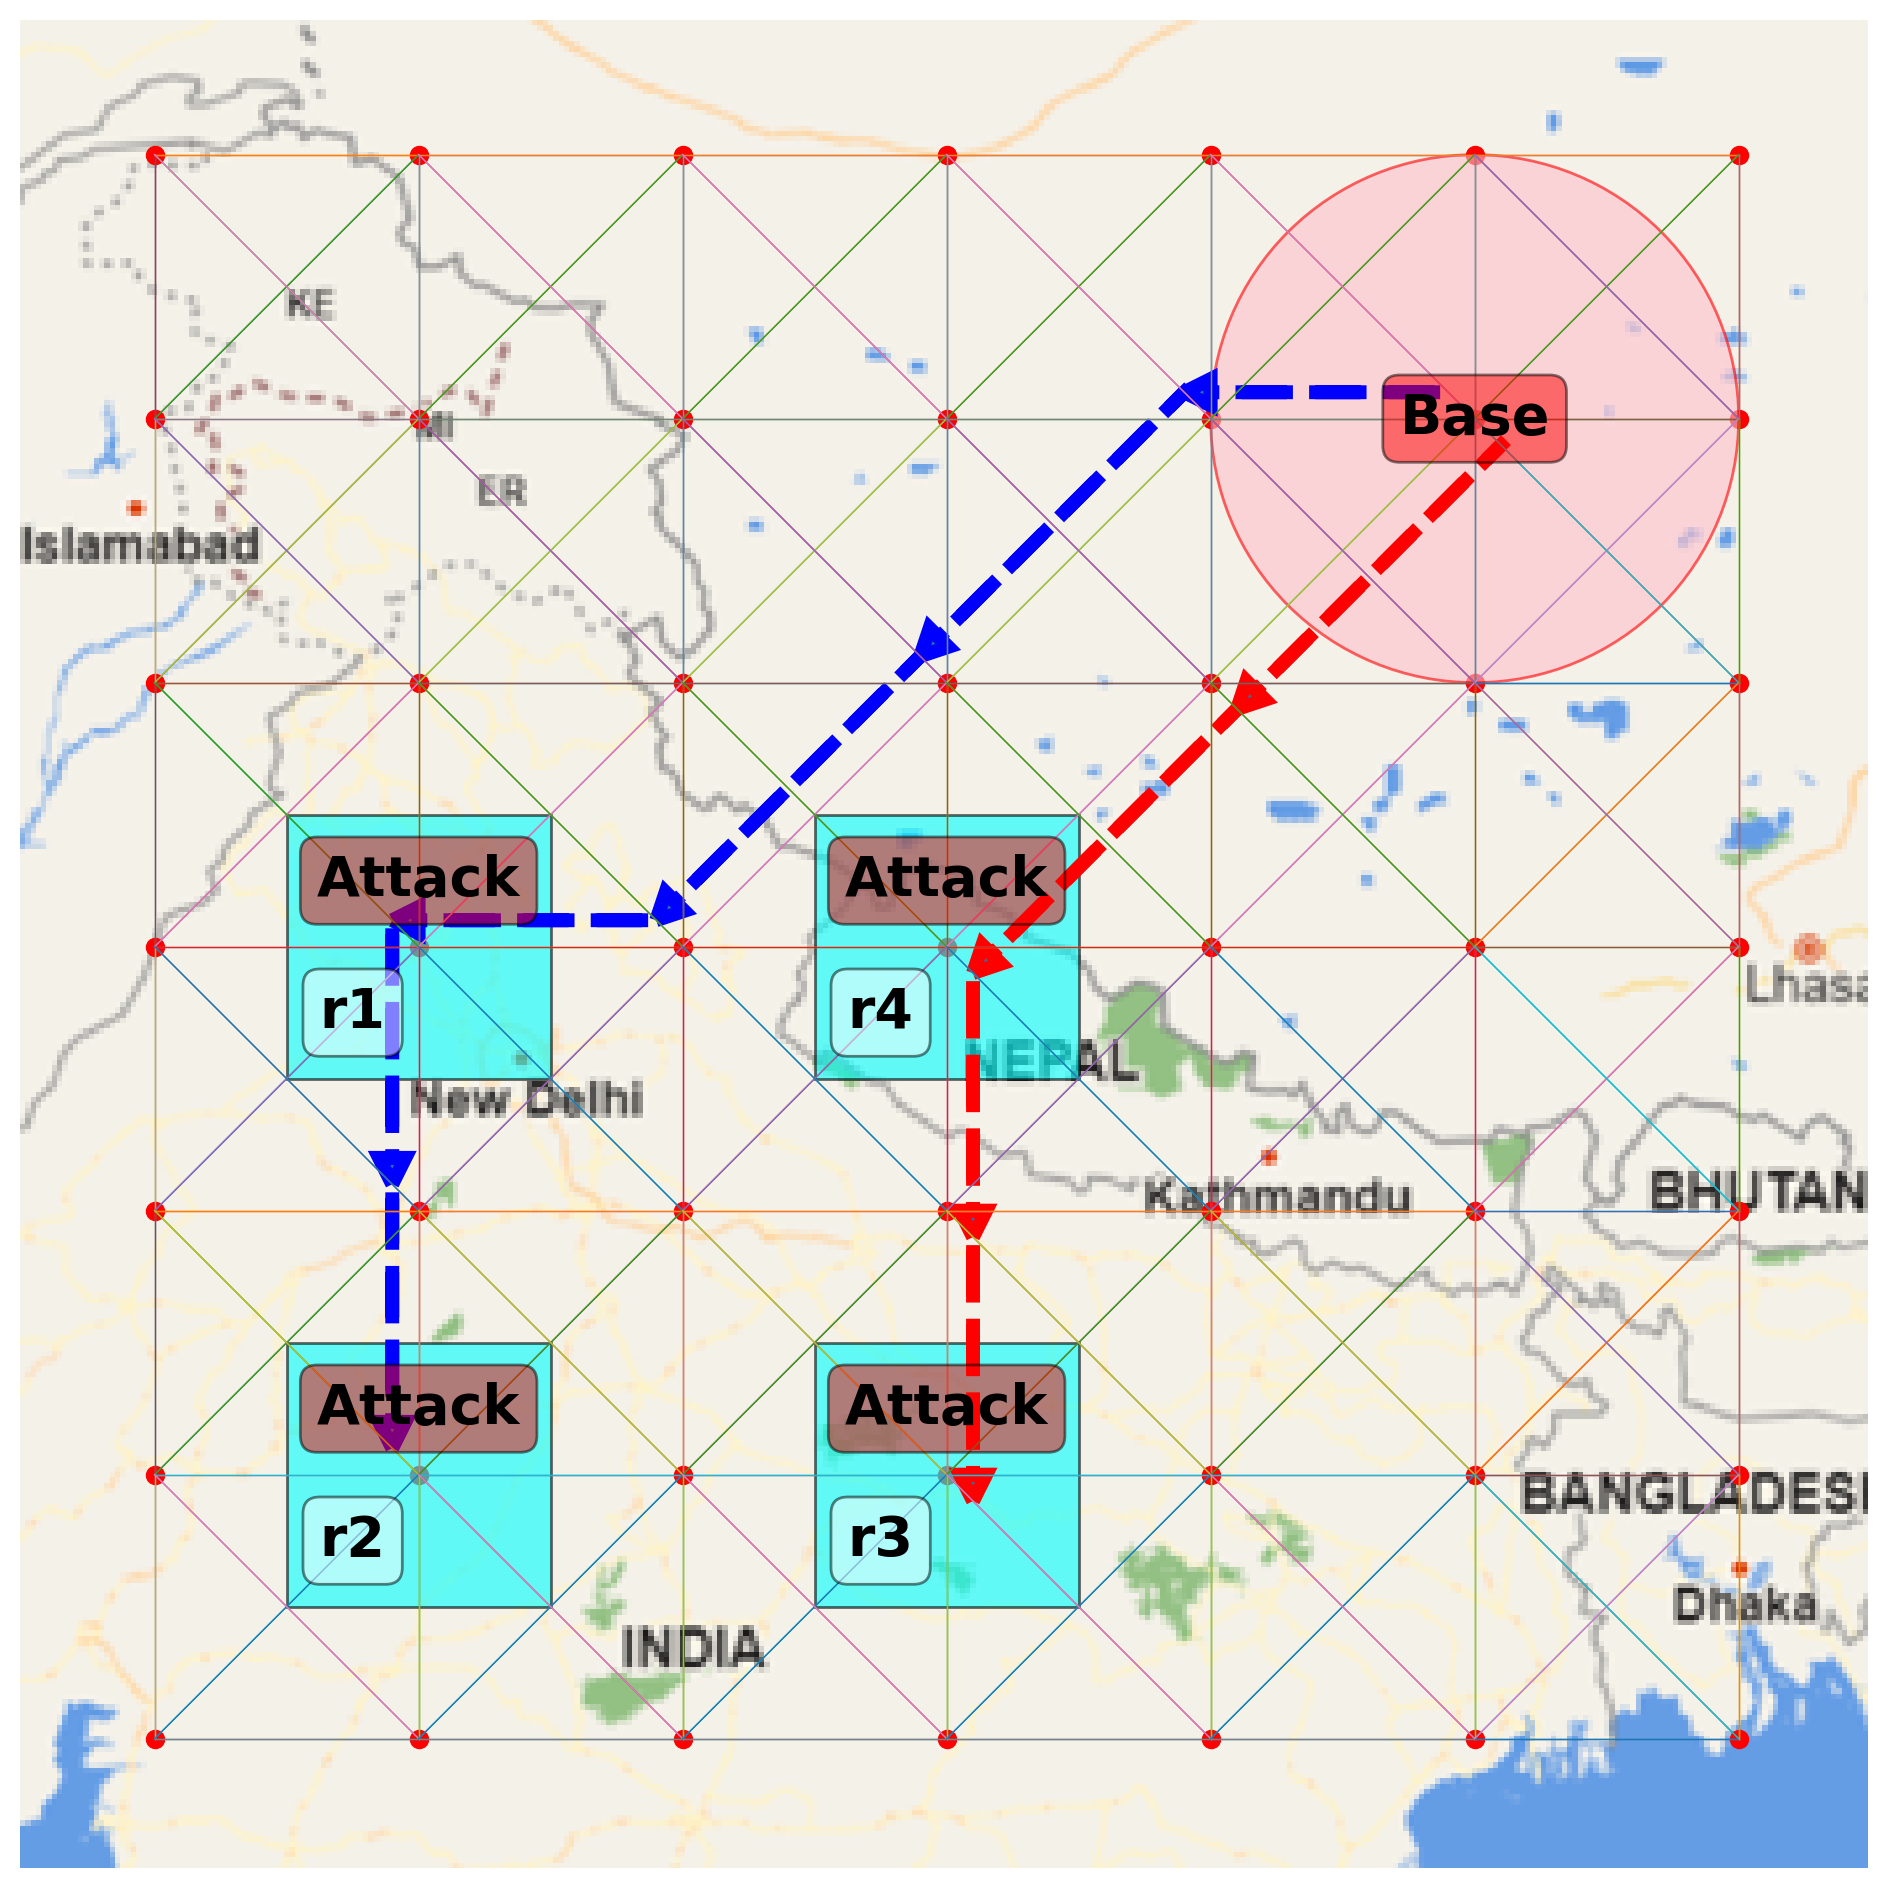 KE
MI
ER
Base
Islamabad
Attack
Attack
r1
r4
Lhasa
NEPAL
New Delhi
Kathmandu
BHUTAN
Attack
Attack
r2
r3
BANGLADES
INDIA
Dhaka